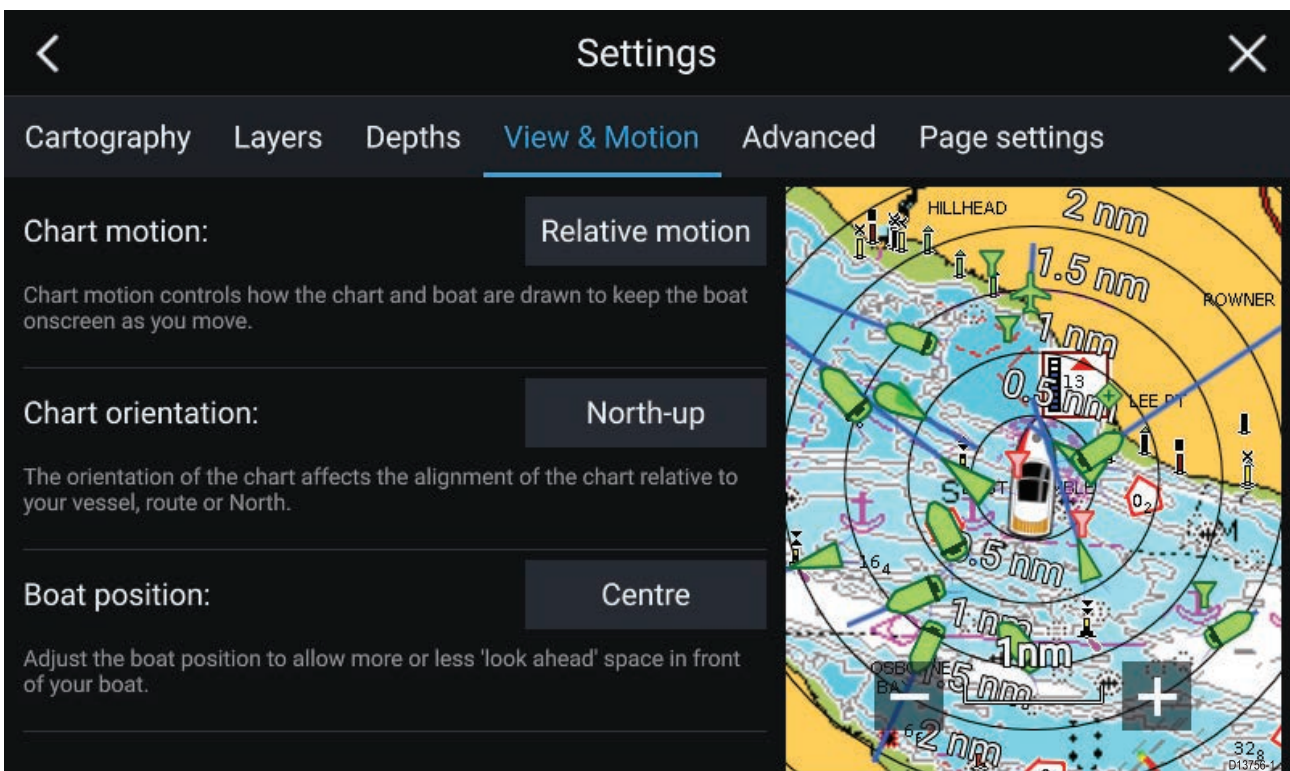 Settings
Cartography Layers Depths View & Motion Advanced Page settings
Chart motion: Relative motion
Chart motion controls how the chart and boat are drawn to keep the boat
onscreen as you move.
Chart orientation: North-up
The orientation of the chart affects the alignment of the chart relative to
your vessel, route or North.
Boat position: Centre
Adjust the boat position to allow more or less 'look ahead' space in front
of your boat.
HILLHEAD
2 nm
1.5 nm
ROWNER
1 nm
13
0.5 nm
LEE PT
0₂
M
16₄
0.5 nm
1 nm
1nm
2 nm
32₈
D13756-1